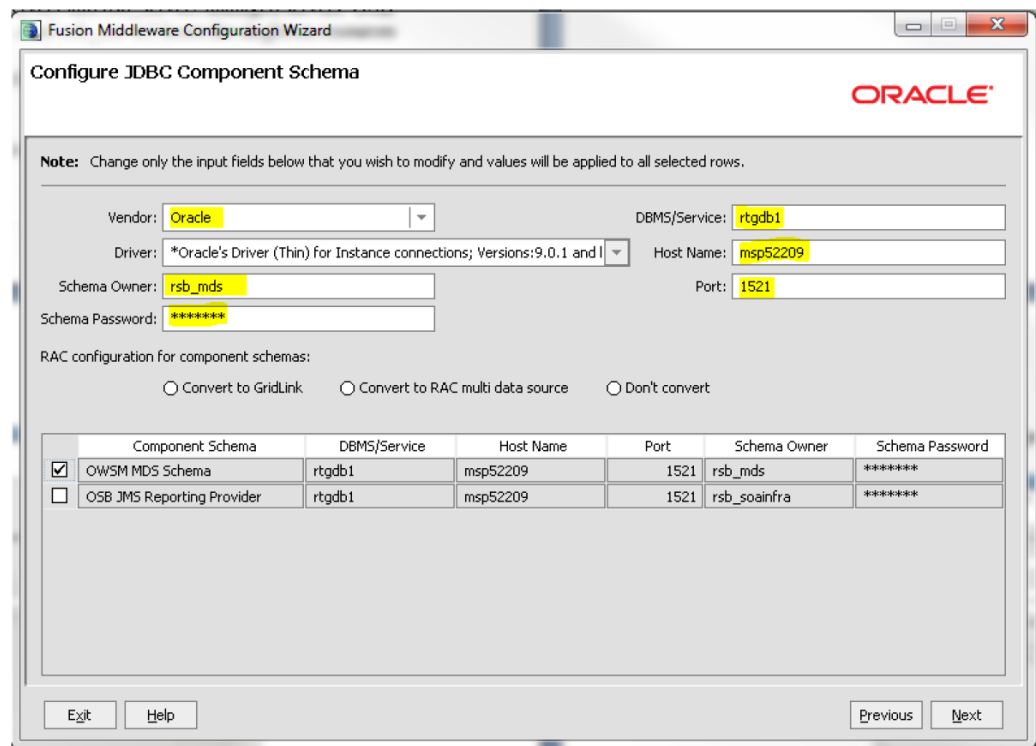 Fusion Middleware Configuration Wizard
Configure JDBC Component Schema
ORACLE
Note: Change only the input fields below that you wish to modify and values will be applied to all selected rows.
Vendor: Oracle DBMS/Service: rtgdb1
Driver: *Oracle's Driver (Thin) for Instance connections; Versions:9.0.1 and l Host Name: msp52209
Schema Owner: rsb_mds Port: 1521
Schema Password: *******
RAC configuration for component schemas:
Convert to GridLink Convert to RAC multi data source Don't convert
Component Schema DBMS/Service Host Name Port Schema Owner Schema Password
OWSM MDS Schema rtgdb1 msp52209 1521 rsb_mds *******
OSB JMS Reporting Provider rtgdb1 msp52209 1521 rsb_soainfra *******
Exit Help Previous Next